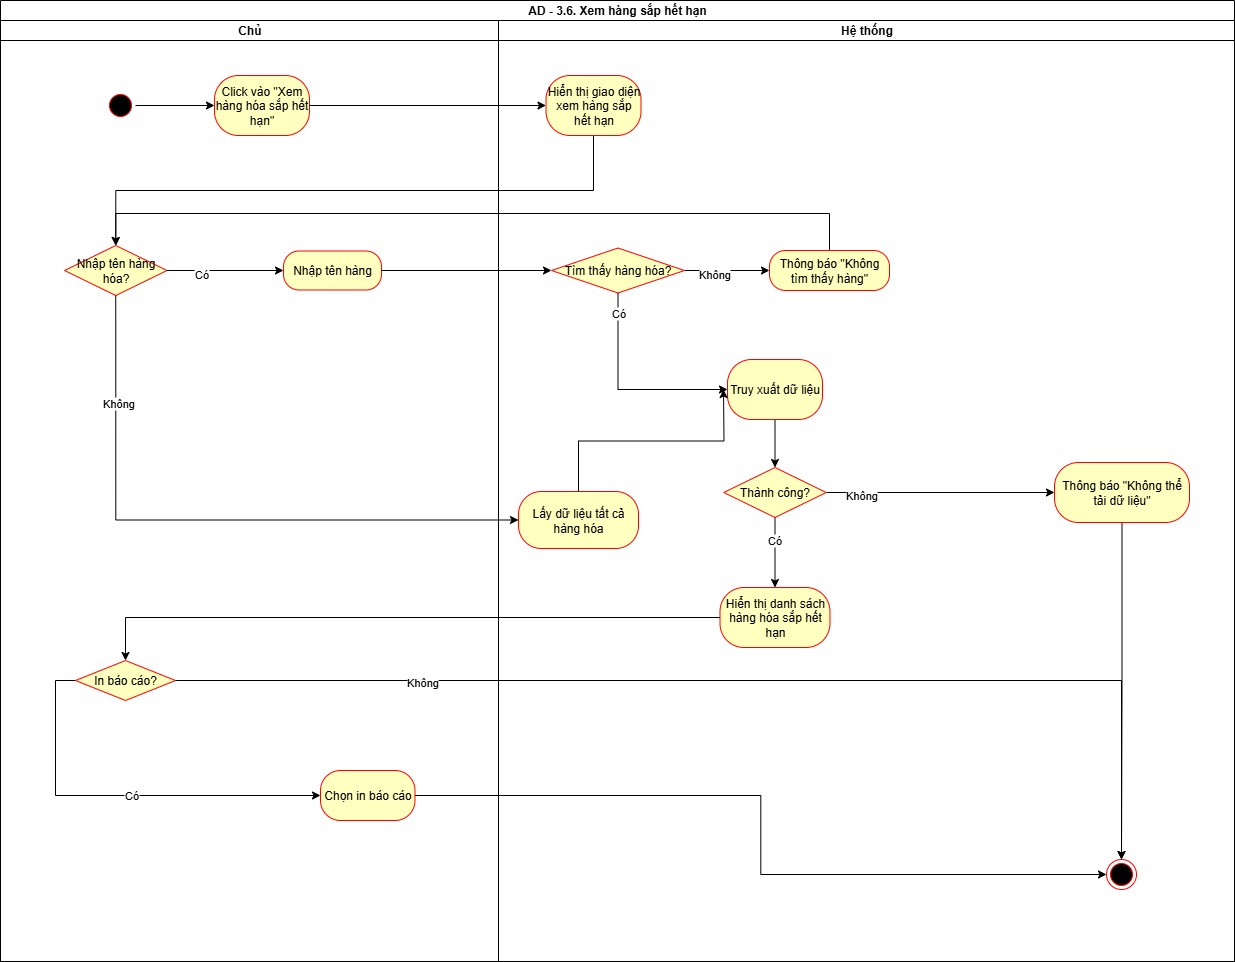 AD - 3.6. Xem hàng sắp hết hạn
Chủ
Hệ thống
Click vào "Xem
hàng hóa sắp hết
hạn"
Hiển thị giao diện
xem hàng sắp
hết hạn
Nhập tên hàng
hóa?
Có
Nhập tên hàng
Tìm thấy hàng hóa?
Không
Thông báo "Không
tìm thấy hàng"
Có
Truy xuất dữ liệu
Không
Lấy dữ liệu tất cả
hàng hóa
Thành công?
Không
Thông báo "Không thể
tải dữ liệu"
Có
Hiển thị danh sách
hàng hóa sắp hết
hạn
In báo cáo?
Không
Có
Chọn in báo cáo